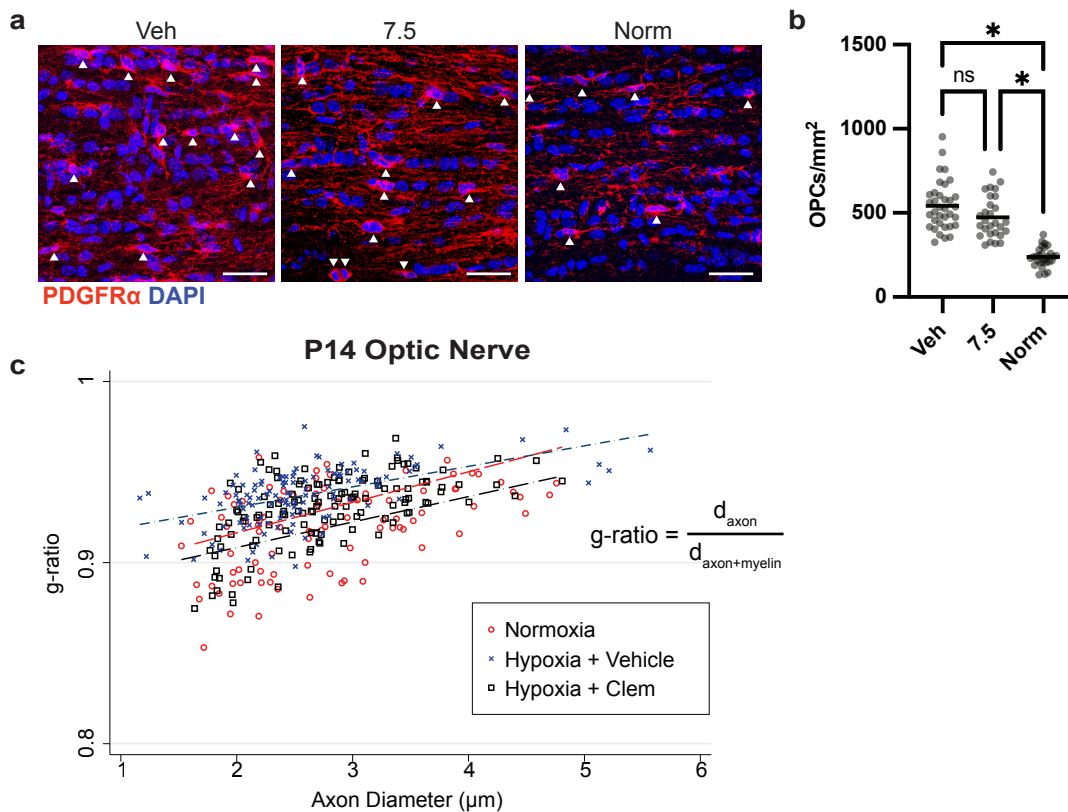 a
Veh
7.5
Norm
PDGFRα DAPI
b
OPCs/mm²
1500
1000
500
0
*
ns
*
Veh
7.5
Norm
c
P14 Optic Nerve
g-ratio
1
0.9
0.8
1
2
3
4
5
6
Axon Diameter (μm)
g-ratio = d_axon / d_axon+myelin
Normoxia
Hypoxia + Vehicle
Hypoxia + Clem